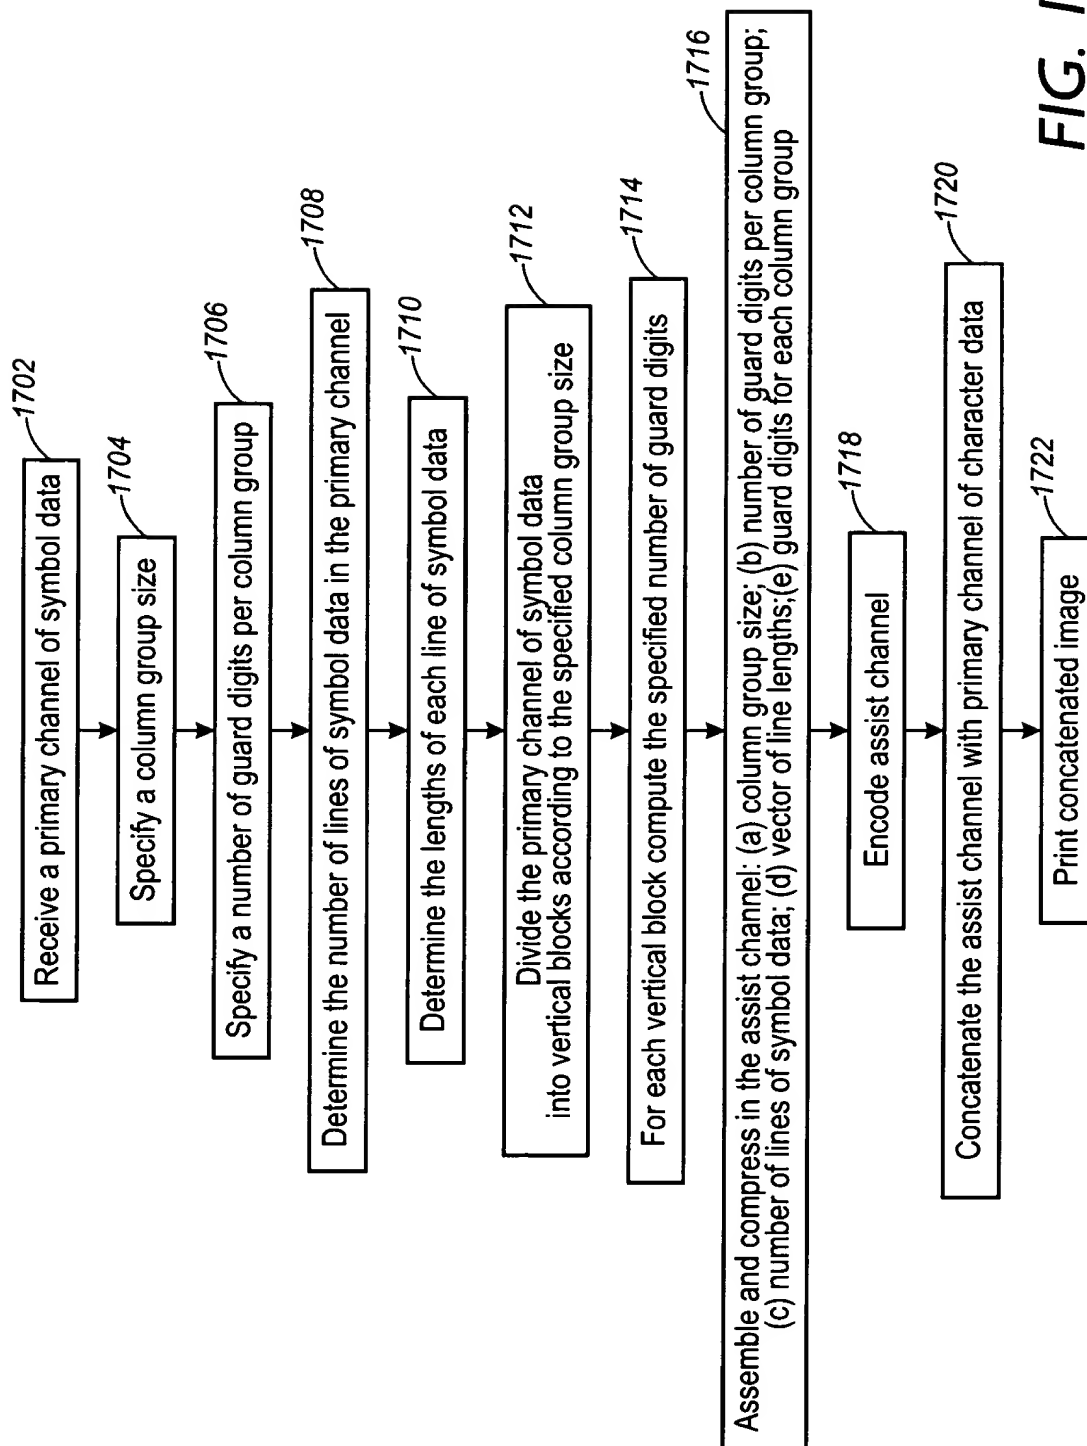 Receive a primary channel of symbol data
1702
Specify a column group size
1704
Specify a number of guard digits per column group
1706
Determine the number of lines of symbol data in the primary channel
1708
Determine the lengths of each line of symbol data
1710
Divide the primary channel of symbol data
into vertical blocks according to the specified column group size
1712
For each vertical block compute the specified number of guard digits
1714
Assemble and compress in the assist channel: (a) column group size; (b) number of guard digits per column group;
(c) number of lines of symbol data; (d) vector of line lengths;(e) guard digits for each column group
1716
Encode assist channel
1718
Concatenate the assist channel with primary channel of character data
1720
Print concatenated image
1722
FIG.